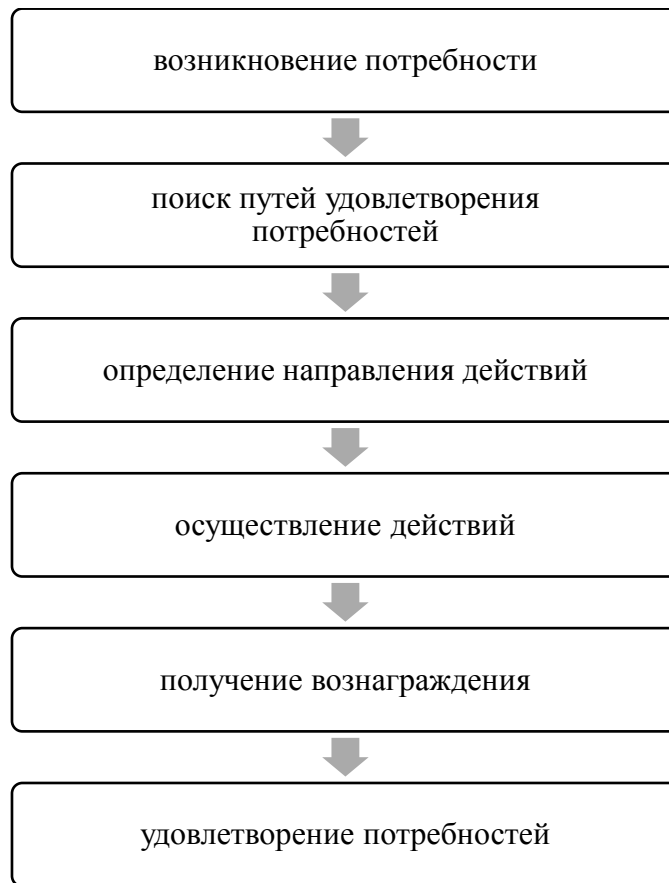 возникновение потребности
поиск путей удовлетворения
потребностей
определение направления действий
осуществление действий
получение вознаграждения
удовлетворение потребностей